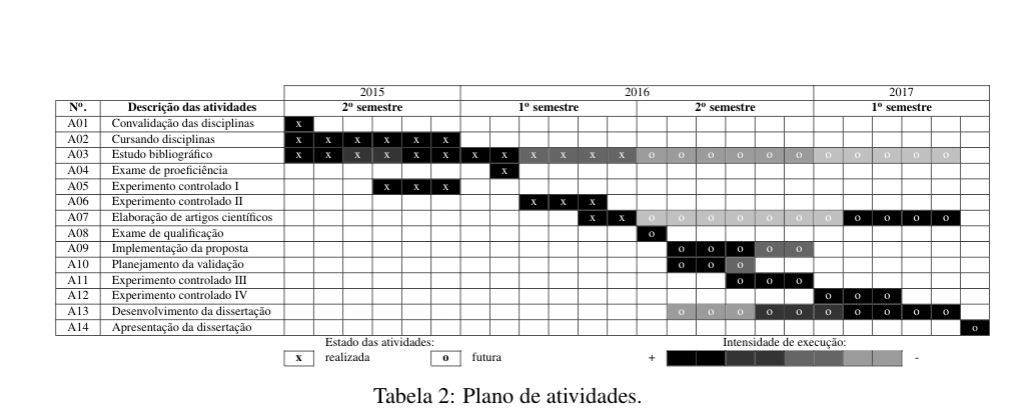 2015 2016 2017
Nº. Descrição das atividades 2º semestre 1º semestre 2º semestre 1º semestre
A01 Convalidação das disciplinas x
A02 Cursando disciplinas x x x x x x
A03 Estudo bibliográfico x x x x x x x x x x x x o o o o o o o o o o o
A04 Exame de proeficiência x
A05 Experimento controlado I x x x
A06 Experimento controlado II x x x
A07 Elaboração de artigos científicos x x o o o o o o o o o o o
A08 Exame de qualificação o
A09 Implementação da proposta o o o o o
A10 Planejamento da validação o o o
A11 Experimento controlado III o o o
A12 Experimento controlado IV o o o
A13 Desenvolvimento da dissertação o o o o o o o o o o
A14 Apresentação da dissertação o
Estado das atividades: Intensidade de execução:
x realizada o futura + -
Tabela 2: Plano de atividades.